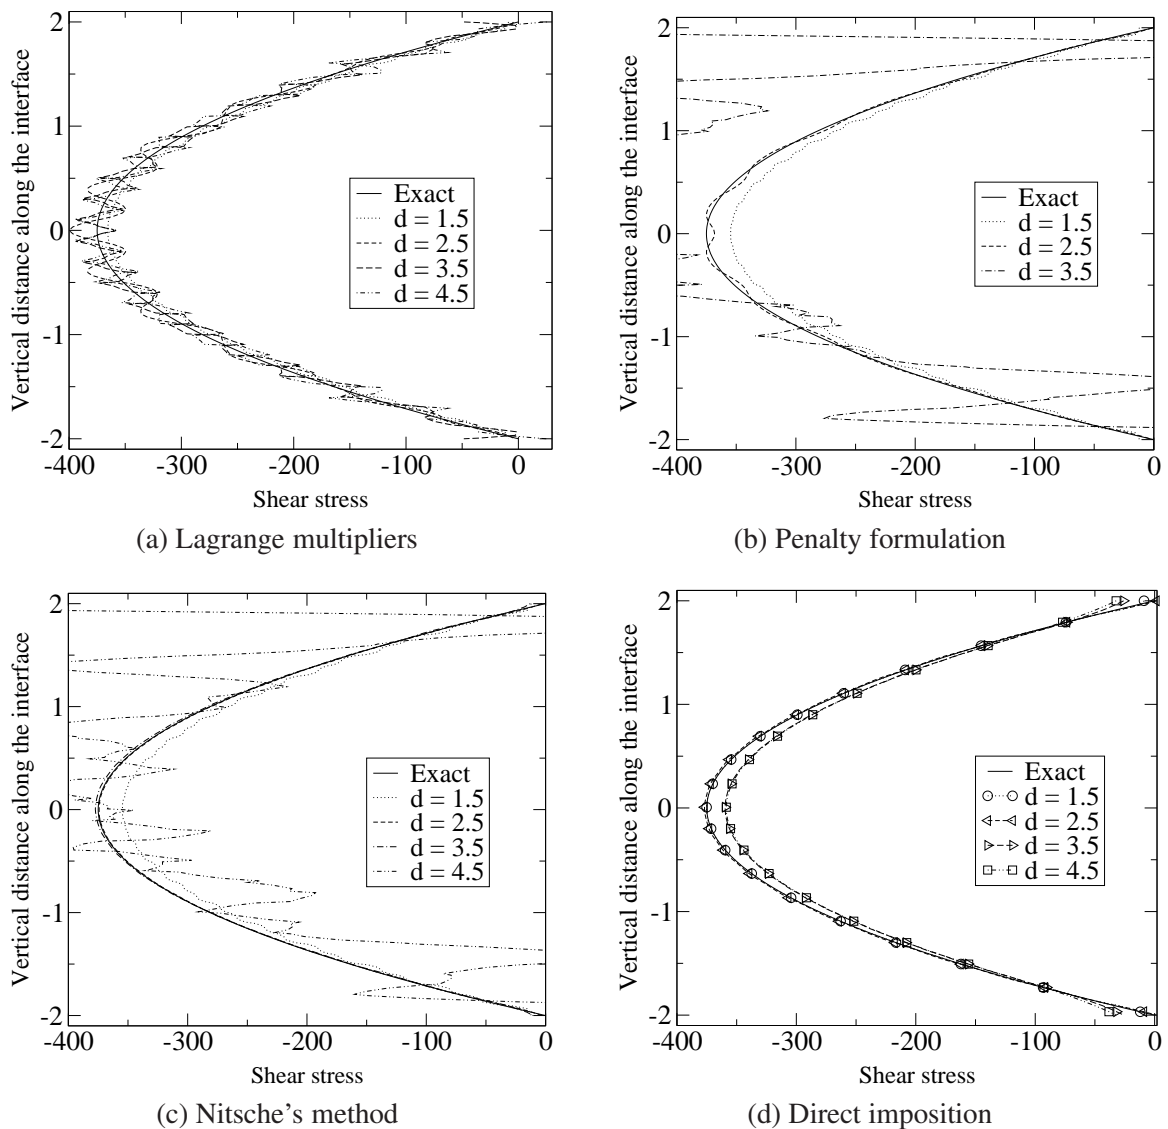 2
1
0
-1
-2
-400
-300
-200
-100
0
Vertical distance along the interface
Shear stress
Exact
d = 1.5
d = 2.5
d = 3.5
d = 4.5
(a) Lagrange multipliers
2
1
0
-1
-2
-400
-300
-200
-100
0
Vertical distance along the interface
Shear stress
Exact
d = 1.5
d = 2.5
d = 3.5
(b) Penalty formulation
2
1
0
-1
-2
-400
-300
-200
-100
0
Vertical distance along the interface
Shear stress
Exact
d = 1.5
d = 2.5
d = 3.5
d = 4.5
(c) Nitsche's method
2
1
0
-1
-2
-400
-300
-200
-100
0
Vertical distance along the interface
Shear stress
Exact
d = 1.5
d = 2.5
d = 3.5
d = 4.5
(d) Direct imposition